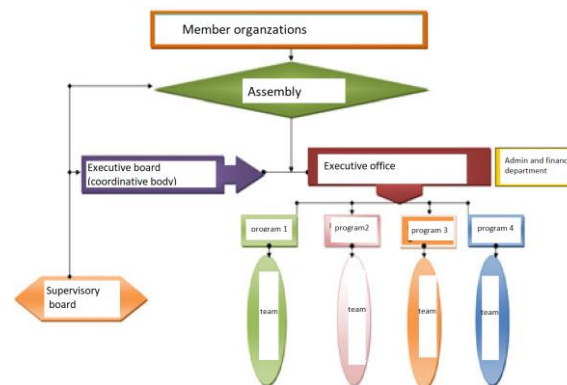 Member organzations
Assembly
Executive board
(coordinative body)
Executive office
Admin and financ
department
program 1
program2
program 3
program 4
Supervisory
board
team
team
team
team